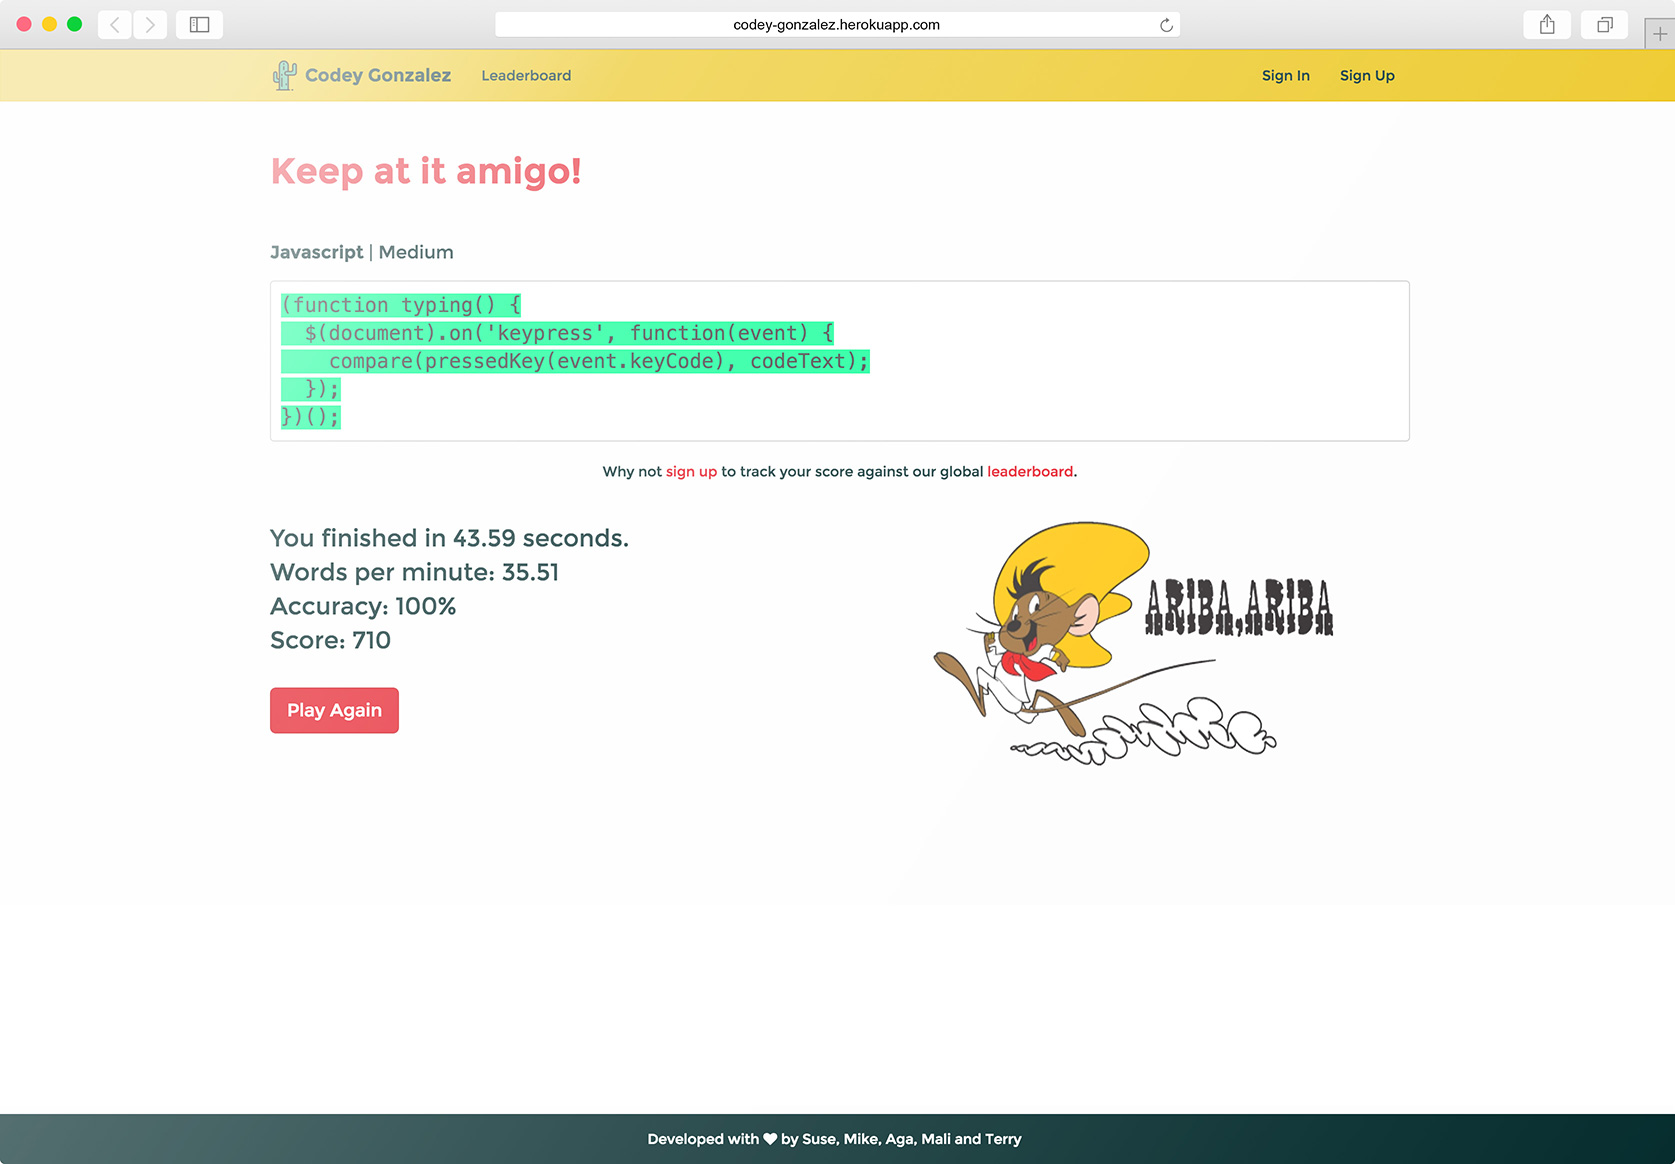 codey-gonzalez.herokuapp.com
Codey Gonzalez Leaderboard Sign In Sign Up
Keep at it amigo!
Javascript | Medium
(function typing() {
  $(document).on('keypress', function(event) {
    compare(pressedKey(event.keyCode), codeText);
  });
})();
Why not sign up to track your score against our global leaderboard.
You finished in 43.59 seconds.
Words per minute: 35.51
Accuracy: 100%
Score: 710
ARIBA,ARIBA
Play Again
Developed with ♥ by Suse, Mike, Aga, Mali and Terry